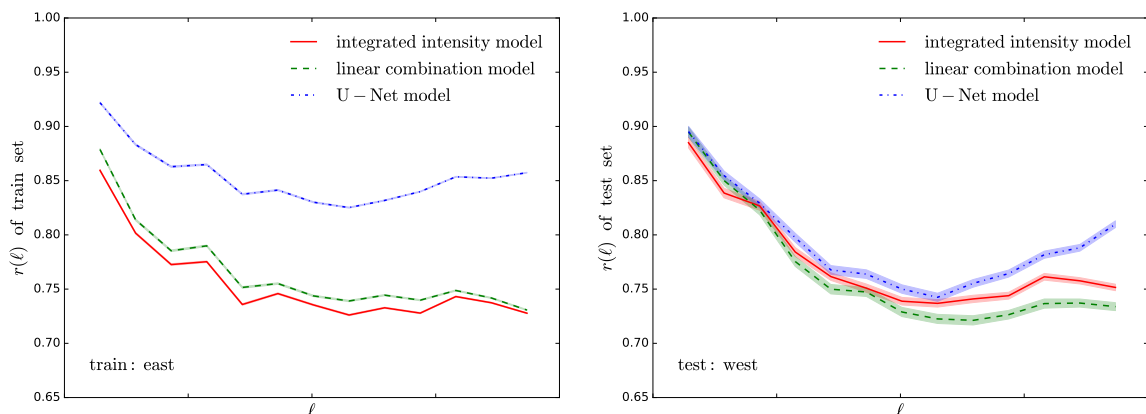 1.00
0.95
0.90
0.85
0.80
0.75
0.70
0.65
r(ℓ) of train set
integrated intensity model
linear combination model
U − Net model
train: east
ℓ
1.00
0.95
0.90
0.85
0.80
0.75
0.70
0.65
r(ℓ) of test set
integrated intensity model
linear combination model
U − Net model
test: west
ℓ